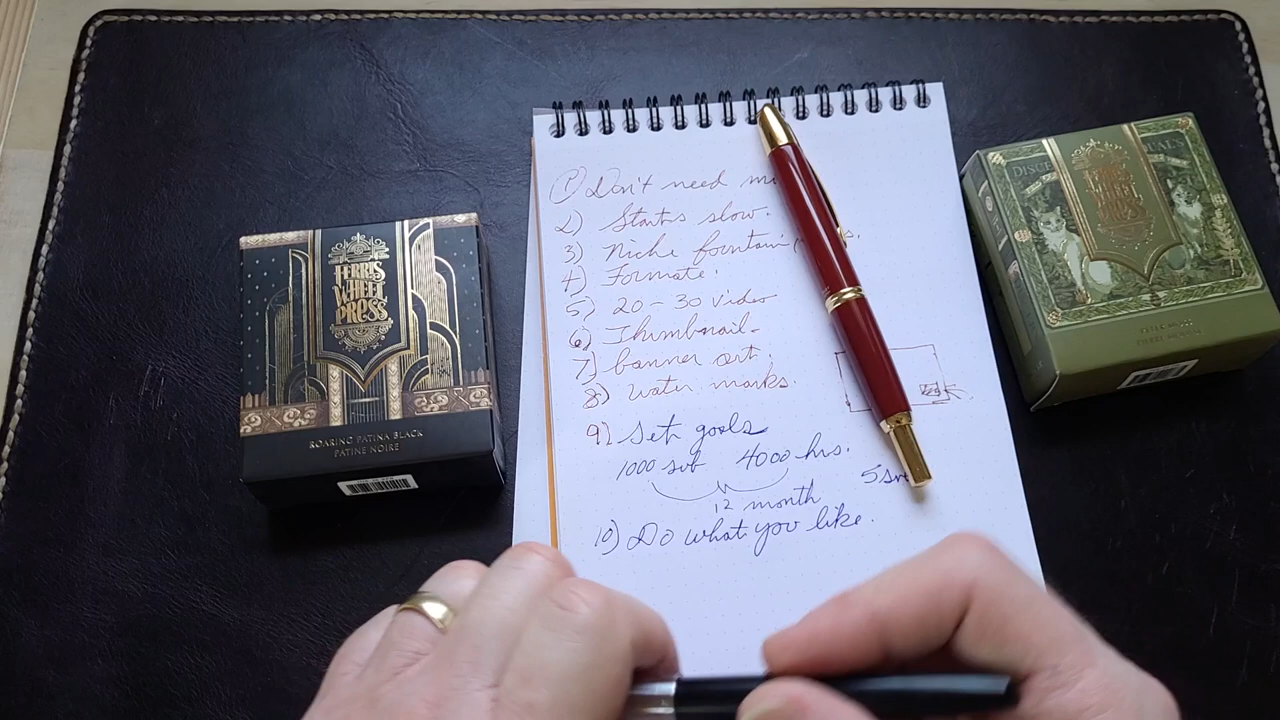 1) Don't need
2) Starts slow.
3) Niche fountain
4) Formate.
5) 20-30 video
6) Thumbnail-
7) banner art.
8) Water marks.
9) Set goals
1000 sub 4000 hrs.
12 month
10) Do what you like.
FERRIS
WHEEL
PRESS
ROARING PATINA BLACK
PATINE NOIRE
FERRIS
WHEEL
PRESS